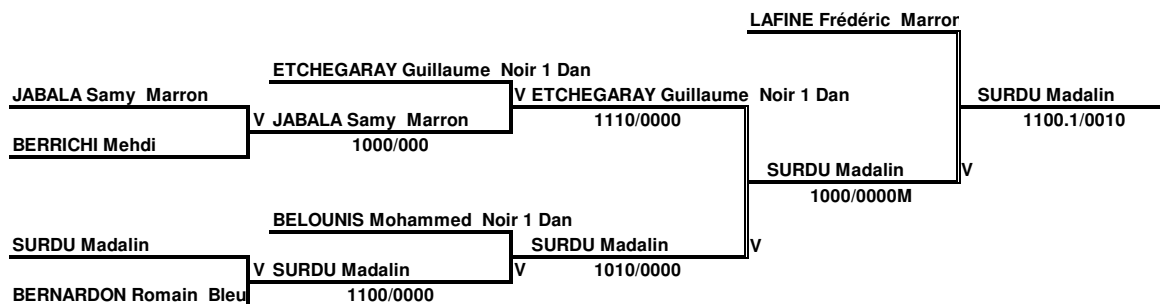 LAFINE Frédéric Marror
ETCHEGARAY Guillaume Noir 1 Dan
JABALA Samy Marron
V ETCHEGARAY Guillaume Noir 1 Dan
SURDU Madalin
V JABALA Samy Marron
1110/0000
1100.1/0010
BERRICHI Mehdi
1000/000
SURDU Madalin
V
1000/0000M
BELOUNIS Mohammed Noir 1 Dan
SURDU Madalin
SURDU Madalin
V
V SURDU Madalin
V
1010/0000
BERNARDON Romain Bleu
1100/0000